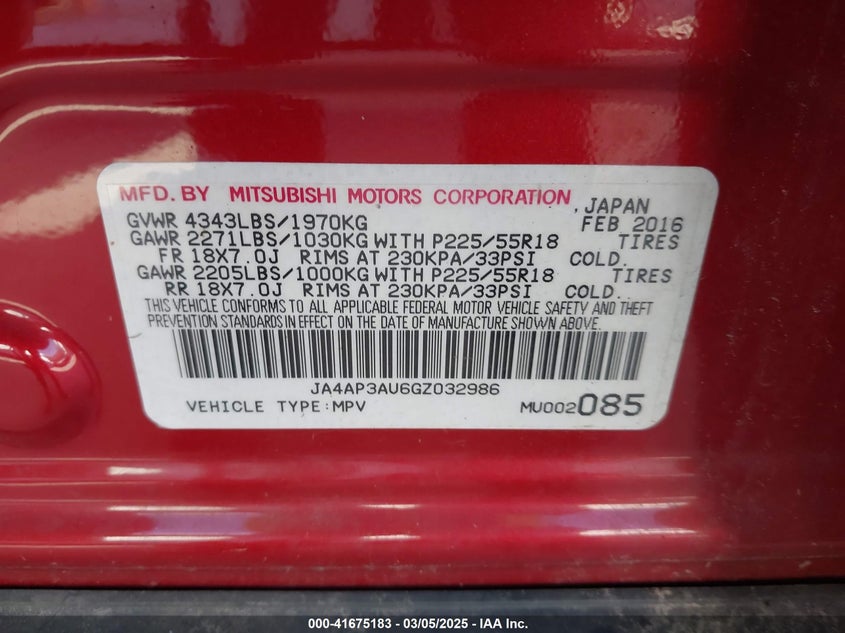 MFD. BY MITSUBISHI MOTORS CORPORATION , JAPAN
GVWR 4343LBS/1970KG FEB 2016
GAWR 2271LBS/1030KG WITH P225/55R18 TIRES
FR 18X7.0J RIMS AT 230KPA/33PSI COLD.
GAWR 2205LBS/1000KG WITH P225/55R18 TIRES
RR 18X7.0J RIMS AT 230KPA/33PSI COLD.
THIS VEHICLE CONFORMS TO ALL APPLICABLE FEDERAL MOTOR VEHICLE SAFETY AND THEFT
PREVENTION STANDARDS IN EFFECT ON THE DATE OF MANUFACTURE SHOWN ABOVE.
JA4AP3AU6GZ032986
VEHICLE TYPE:MPV MU002085
000-41675183 - 03/05/2025 - IAA Inc.